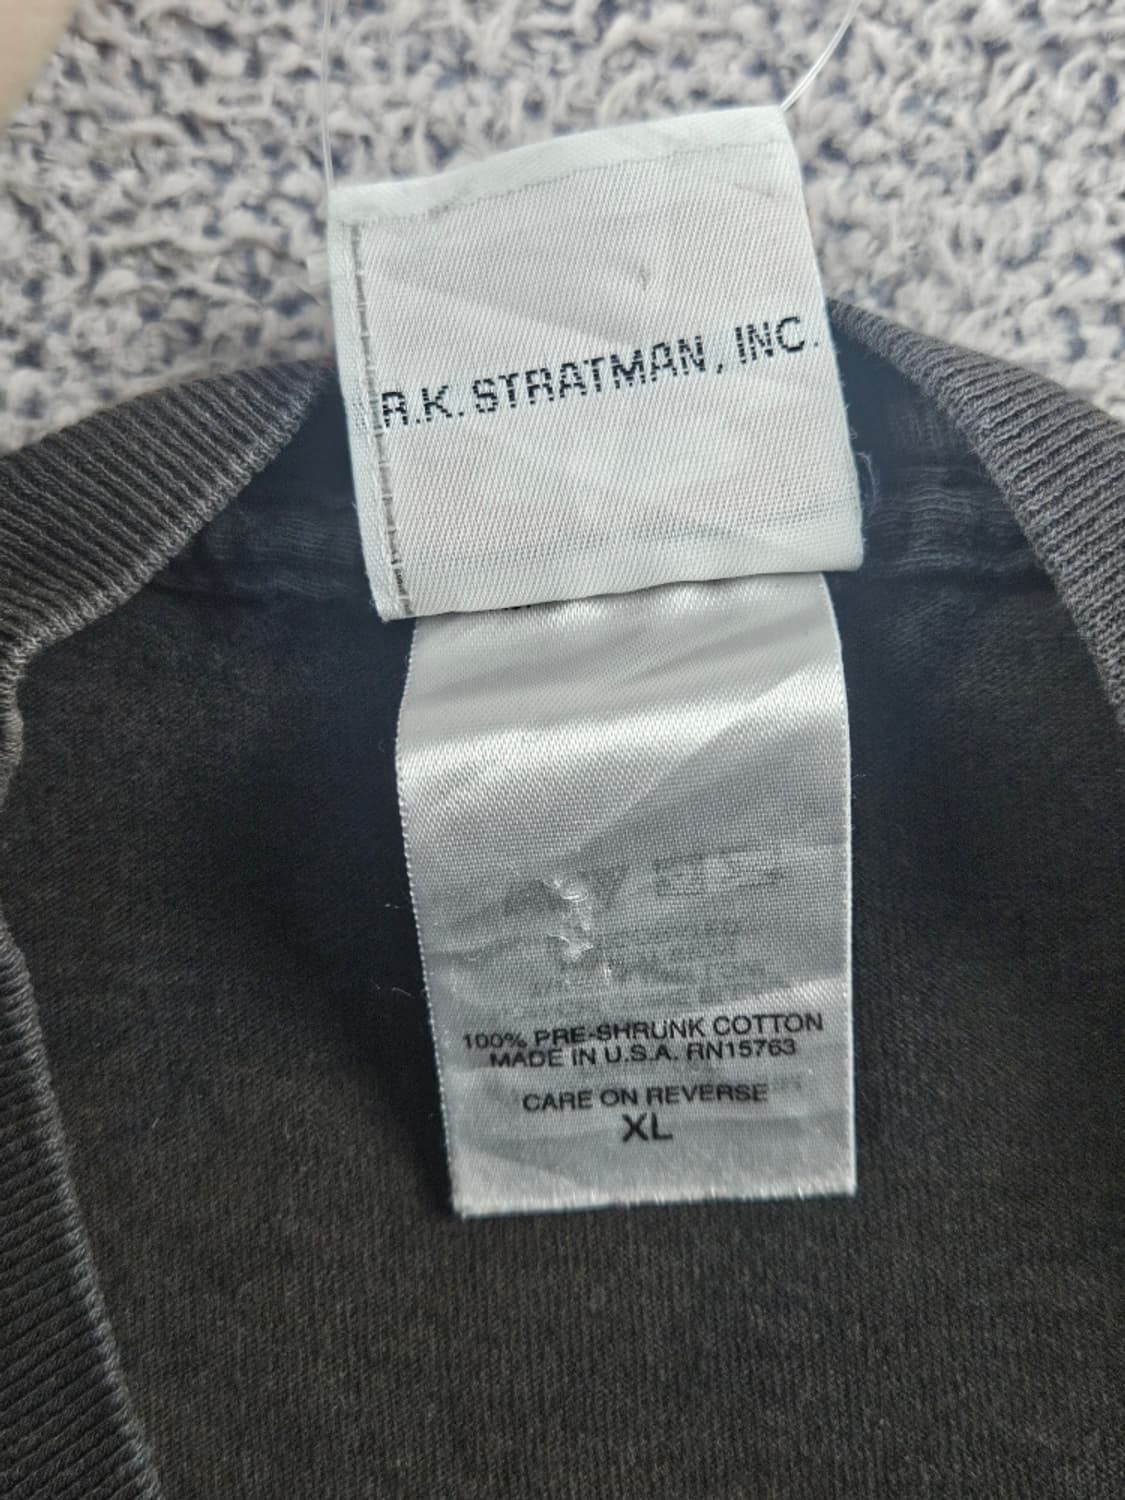 R.K. STRATMAN, INC.
100% PRE-SHRUNK COTTON
MADE IN U.S.A. RN15763
CARE ON REVERSE
XL